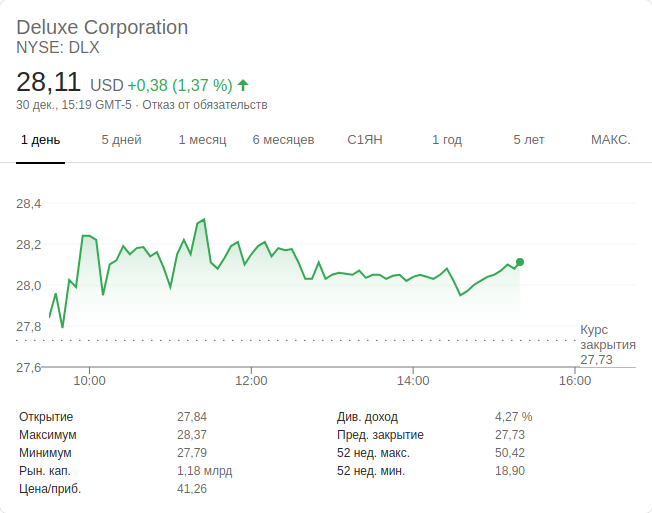 Deluxe Corporation
NYSE: DLX
28,11 USD +0,38 (1,37 %)
30 дек., 15:19 GMT-5 · Отказ от обязательств
1 день 5 дней 1 месяц 6 месяцев С1ЯН 1 год 5 лет МАКС.
28,4
28,2
28,0
27,8
Курс
закрытия
27,73
27,6
10:00 12:00 14:00 16:00
Открытие 27,84 Див. доход 4,27 %
Максимум 28,37 Пред. закрытие 27,73
Минимум 27,79 52 нед. макс. 50,42
Рын. кап. 1,18 млрд 52 нед. мин. 18,90
Цена/приб. 41,26